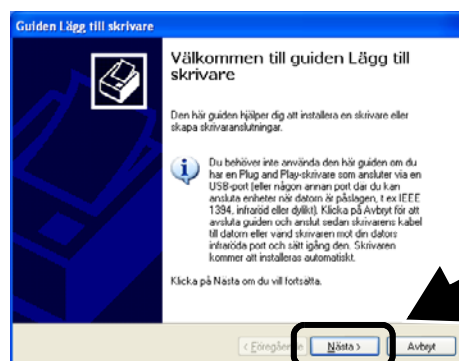 Guiden Lägg till skrivare
Välkommen till guiden Lägg till
skrivare
Den här guiden hjälper dig att installera en skrivare eller
skapa skrivaranslutningar.
Du behöver inte använda den här guiden om du
har en Plug and Play-skrivare som ansluter via en
USB-port (eller någon annan port där du kan
ansluta enheter när datorn är påslagen, t ex IEEE
1394, infraröd eller dylikt). Klicka på Avbryt för att
avsluta guiden och anslut sedan skrivarens kabel
till datorn eller vänd skrivaren mot din dators
infraröda port och sätt igång den. Skrivaren
kommer att installeras automatiskt.
Klicka på Nästa om du vill fortsätta.
< Föregående Nästa > Avbryt